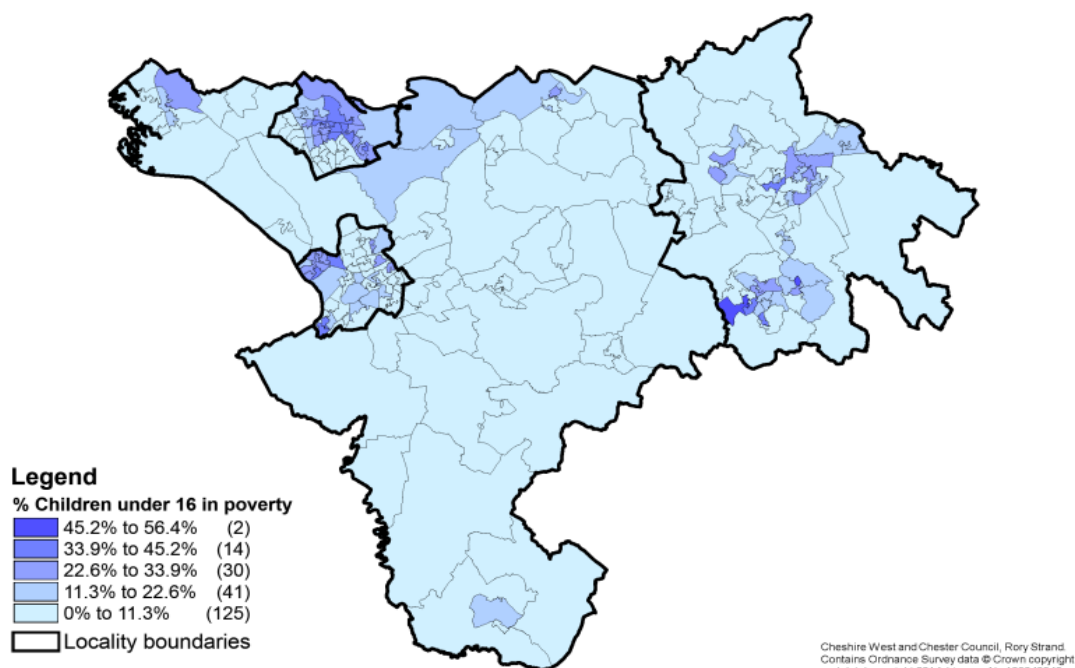 Legend
% Children under 16 in poverty
45.2% to 56.4% (2)
33.9% to 45.2% (14)
22.6% to 33.9% (30)
11.3% to 22.6% (41)
0% to 11.3% (125)
Locality boundaries
Cheshire West and Chester Council, Rory Strand.
Contains Ordnance Survey data © Crown copyright